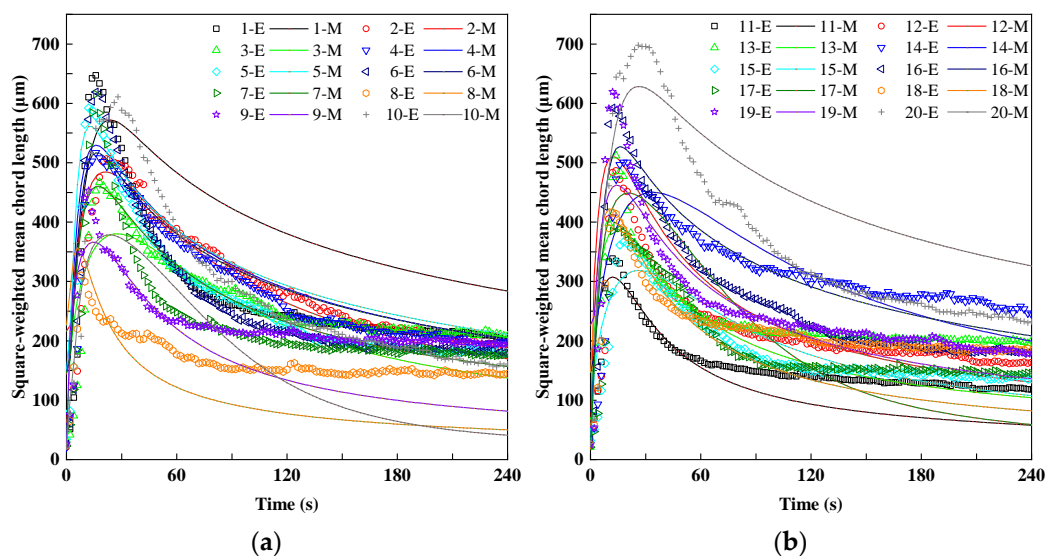 1-E 1-M 2-E 2-M
3-E 3-M 4-E 4-M
5-E 5-M 6-E 6-M
7-E 7-M 8-E 8-M
9-E 9-M 10-E 10-M
700
600
500
400
300
200
100
0
0 60 120 180 240
Square-weighted mean chord length (μm)
Time (s)
(a)
11-E 11-M 12-E 12-M
13-E 13-M 14-E 14-M
15-E 15-M 16-E 16-M
17-E 17-M 18-E 18-M
19-E 19-M 20-E 20-M
700
600
500
400
300
200
100
0
0 60 120 180 240
Square-weighted mean chord length (μm)
Time (s)
(b)